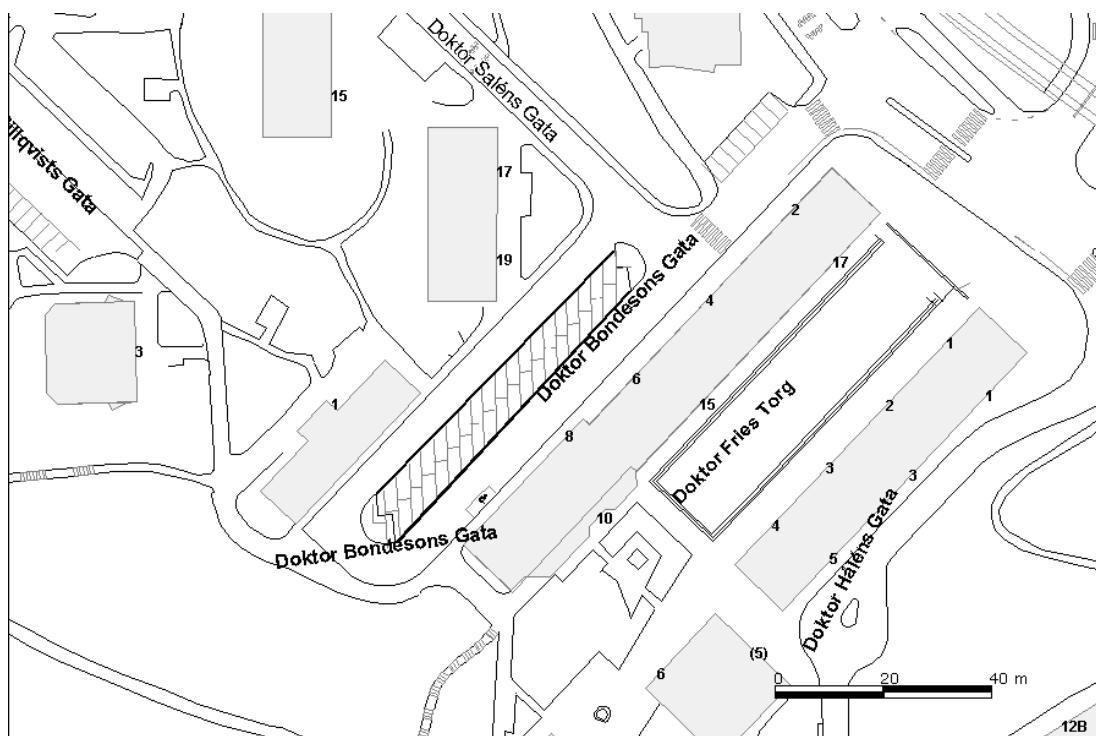 15
Doktor Saléns Gata
17
2
illqvists Gata
19
17
4
Doktor Bondesons Gata
3
1
6
1
15
2
1
8
Doktor Fries Torg
3
3
10
4
Doktor Bondesons Gata
5
Doktor Håléns Gata
(5)
6
0 20 40 m
12B